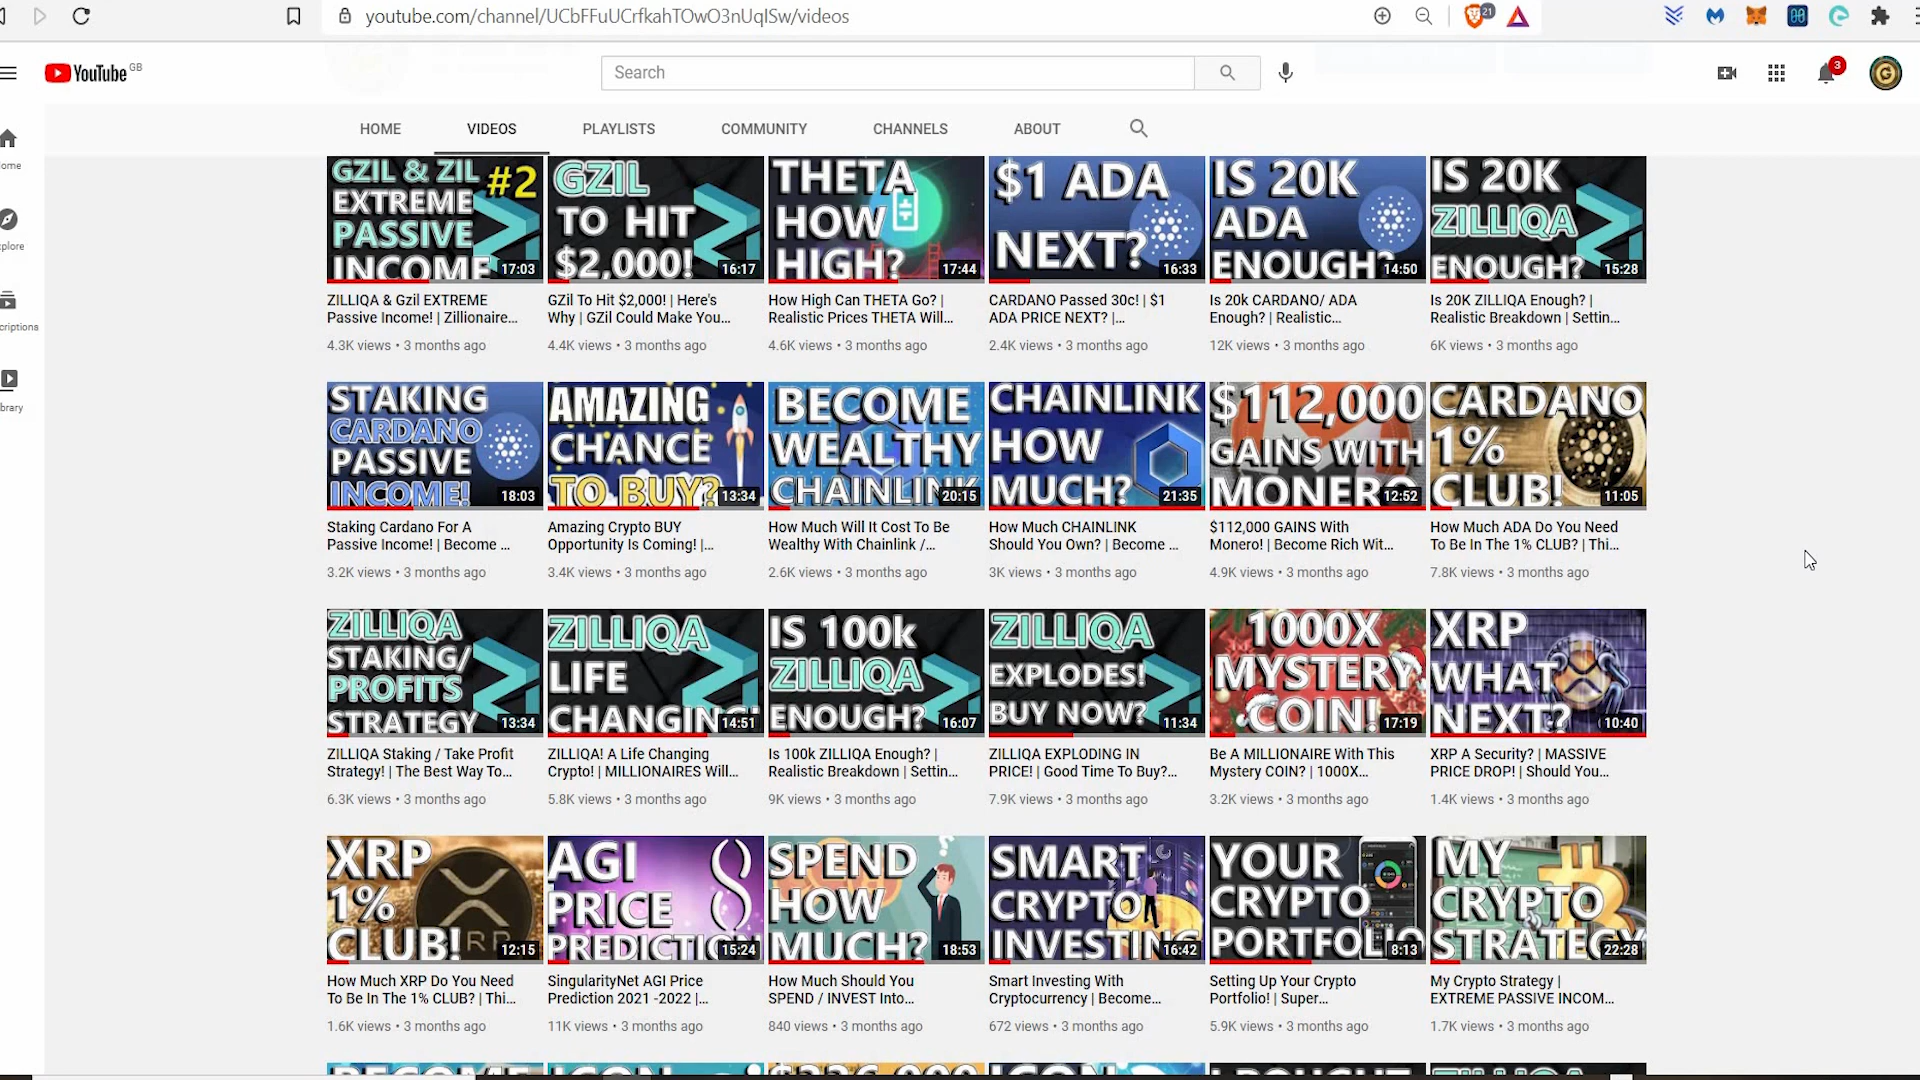 youtube.com/channel/UCbFFuUCrfkahTOwO3nUqISw/videos
21
YouTube GB
Search
3
HOME VIDEOS PLAYLISTS COMMUNITY CHANNELS ABOUT
ome
plore
criptions
brary
GZIL & ZIL #2
EXTREME
PASSIVE
INCOME
17:03
GZIL
TO HIT
$2,000!
16:17
THETA
HOW
HIGH?
17:44
$1 ADA
NEXT?
16:33
IS 20K
ADA
ENOUGH?
14:50
IS 20K
ZILLIQA
ENOUGH?
15:28
ZILLIQA & Gzil EXTREME
Passive Income! | Zillionaire...
4.3K views • 3 months ago
GZil To Hit $2,000! | Here's
Why | GZil Could Make You...
4.4K views • 3 months ago
How High Can THETA Go? |
Realistic Prices THETA Will...
4.6K views • 3 months ago
CARDANO Passed 30c! | $1
ADA PRICE NEXT? |...
2.4K views • 3 months ago
Is 20k CARDANO/ ADA
Enough? | Realistic...
12K views • 3 months ago
Is 20K ZILLIQA Enough? |
Realistic Breakdown | Settin...
6K views • 3 months ago
STAKING
CARDANO
PASSIVE
INCOME!
18:03
AMAZING
CHANCE
TO BUY?
13:34
BECOME
WEALTHY
CHAINLINK
20:15
CHAINLINK
HOW
MUCH?
21:35
$112,000
GAINS WITH
MONERO
12:52
CARDANO
1%
CLUB!
11:05
Staking Cardano For A
Passive Income! | Become ...
3.2K views • 3 months ago
Amazing Crypto BUY
Opportunity Is Coming! |...
3.4K views • 3 months ago
How Much Will It Cost To Be
Wealthy With Chainlink /...
2.6K views • 3 months ago
How Much CHAINLINK
Should You Own? | Become ...
3K views • 3 months ago
$112,000 GAINS With
Monero! | Become Rich Wit...
4.9K views • 3 months ago
How Much ADA Do You Need
To Be In The 1% CLUB? | Thi...
7.8K views • 3 months ago
ZILLIQA
STAKING/
PROFITS
STRATEGY
13:34
ZILLIQA
LIFE
CHANGING!
14:51
IS 100k
ZILLIQA
ENOUGH?
16:07
ZILLIQA
EXPLODES!
BUY NOW?
11:34
1000X
MYSTERY
COIN!
17:19
XRP
WHAT
NEXT?
10:40
ZILLIQA Staking / Take Profit
Strategy! | The Best Way To...
6.3K views • 3 months ago
ZILLIQA! A Life Changing
Crypto! | MILLIONAIRES Will...
5.8K views • 3 months ago
Is 100k ZILLIQA Enough? |
Realistic Breakdown | Settin...
9K views • 3 months ago
ZILLIQA EXPLODING IN
PRICE! | Good Time To Buy?...
7.9K views • 3 months ago
Be A MILLIONAIRE With This
Mystery COIN? | 1000X...
3.2K views • 3 months ago
XRP A Security? | MASSIVE
PRICE DROP! | Should You...
1.4K views • 3 months ago
XRP
1%
CLUB!
12:15
AGI
PRICE
PREDICTION
15:24
SPEND
HOW
MUCH?
18:53
SMART
CRYPTO
INVESTING
16:42
YOUR
CRYPTO
PORTFOLIO
8:13
MY
CRYPTO
STRATEGY
22:28
How Much XRP Do You Need
To Be In The 1% CLUB? | Thi...
1.6K views • 3 months ago
SingularityNet AGI Price
Prediction 2021 -2022 |...
11K views • 3 months ago
How Much Should You
SPEND / INVEST Into...
840 views • 3 months ago
Smart Investing With
Cryptocurrency | Become...
672 views • 3 months ago
Setting Up Your Crypto
Portfolio! | Super...
5.9K views • 3 months ago
My Crypto Strategy |
EXTREME PASSIVE INCOM...
1.7K views • 3 months ago
BECOME
ICON
ICON
I BOUGHT
ZILLIQA